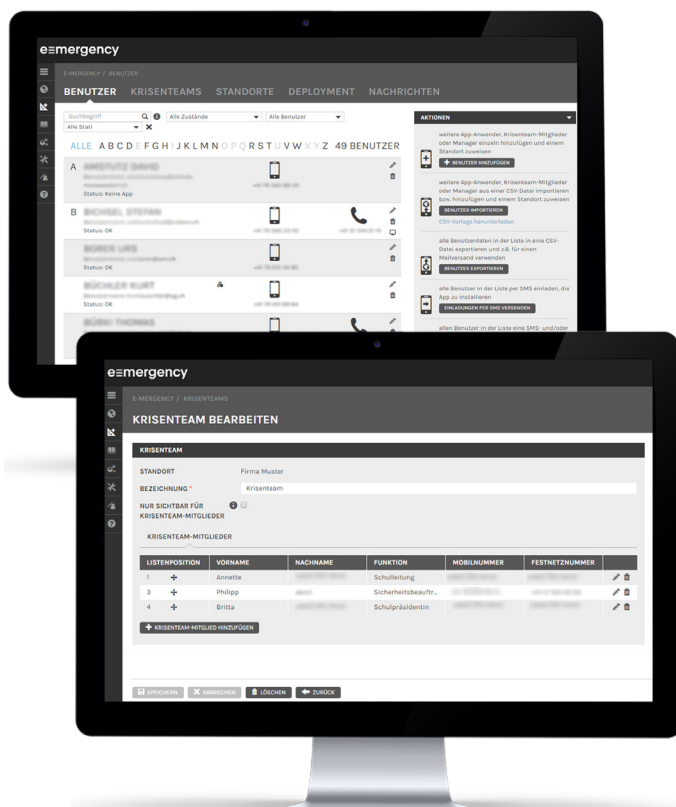 e=mergency
E-MERGENCY / BENUTZER
BENUTZER KRISENTEAMS STANDORTE DEPLOYMENT NACHRICHTEN
Suchbegriff Alle Zustände Alle Benutzer
Alle Stati
ALLE A B C D E F G H I J K L M N O P Q R S T U V W X Y Z 49 BENUTZER
A
Status: Keine App
B
Status: OK
Status: OK
Status: OK
AKTIONEN
weitere App-Anwender, Krisenteam-Mitglieder
oder Manager einzeln hinzufügen und einem
Standort zuweisen
BENUTZER HINZUFÜGEN
weitere App-Anwender, Krisenteam-Mitglieder
oder Manager aus einer CSV-Datei importieren
bzw. hinzufügen und einem Standort zuweisen
BENUTZER IMPORTIEREN
CSV-Vorlage herunterladen
alle Benutzerdaten in der Liste in eine CSV-
Datei exportieren und z.B. für einen
Mailversand verwenden
BENUTZER EXPORTIEREN
alle Benutzer in der Liste per SMS einladen, die
App zu installieren
EINLADUNGEN PER SMS VERSENDEN
allen Benutzer in der Liste eine SMS- und/oder
e=mergency
E-MERGENCY / KRISENTEAMS
KRISENTEAM BEARBEITEN
KRISENTEAM
STANDORT Firma Muster
BEZEICHNUNG * Krisenteam
NUR SICHTBAR FÜR
KRISENTEAM-MITGLIEDER
KRISENTEAM-MITGLIEDER
LISTENPOSITION VORNAME NACHNAME FUNKTION MOBILNUMMER FESTNETZNUMMER
1 Annette Schulleitung
3 Philipp Sicherheitsbeauftr...
4 Britta Schulpräsidentin
KRISENTEAM-MITGLIED HINZUFÜGEN
SPEICHERN ABBRECHEN LÖSCHEN ZURÜCK